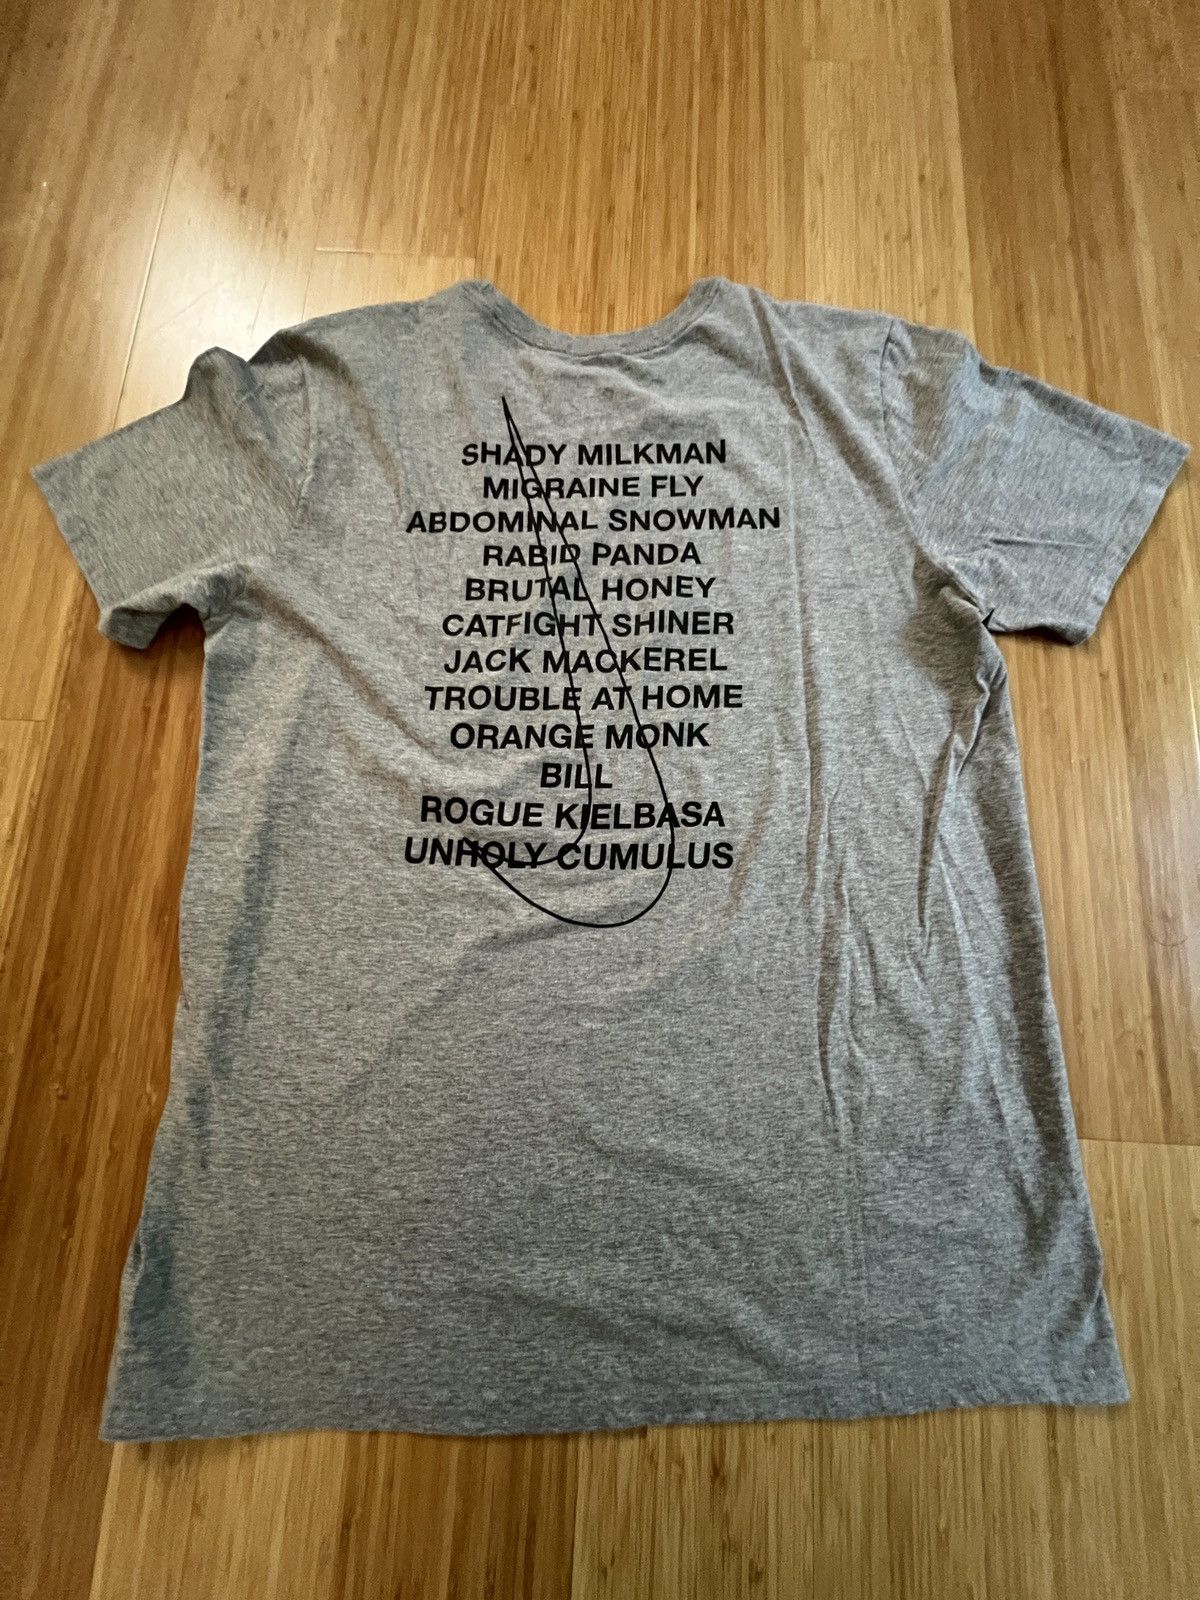 SHADY MILKMAN
MIGRAINE FLY
ABDOMINAL SNOWMAN
RABID PANDA
BRUTAL HONEY
CATFIGHT SHINER
JACK MACKEREL
TROUBLE AT HOME
ORANGE MONK
BILL
ROGUE KIELBASA
UNHOLY CUMULUS